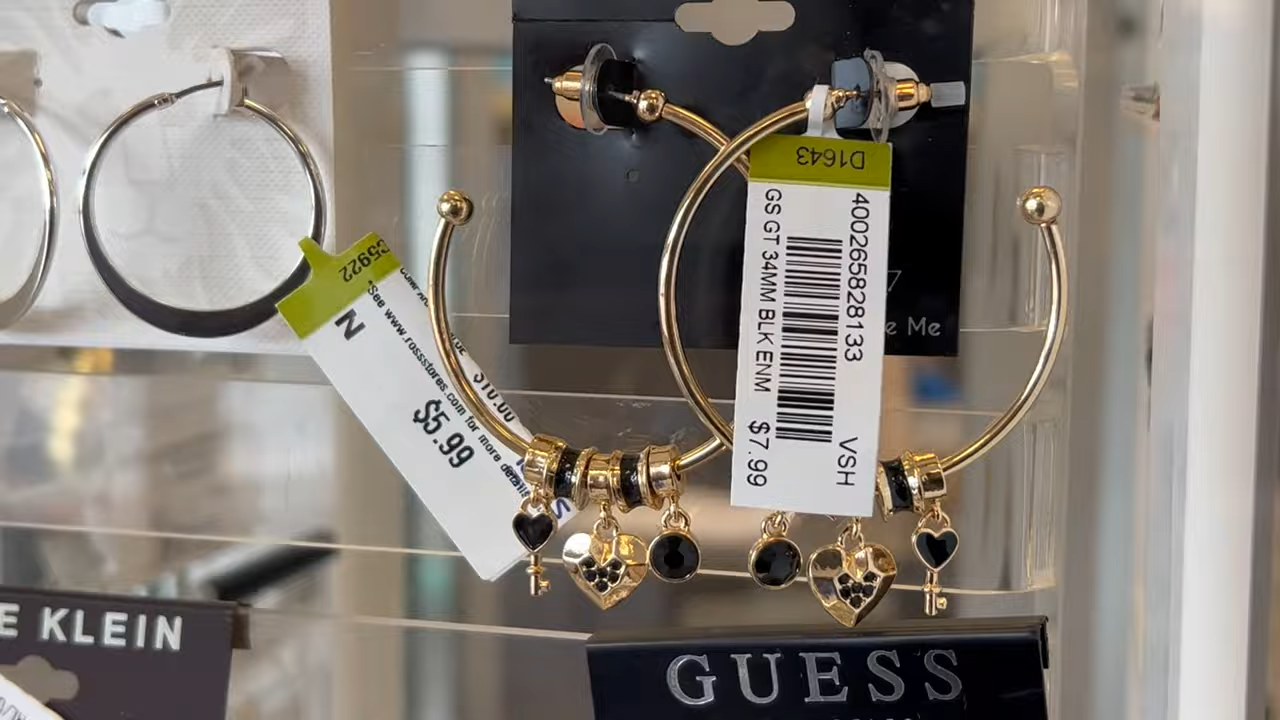 D1643
400265828133
GS GT 34MM BLK ENM $7.99
VSH
C5922
*See www.rossstores.com for more details
$10.00
$5.99
N
e Me
E KLEIN
GUESS